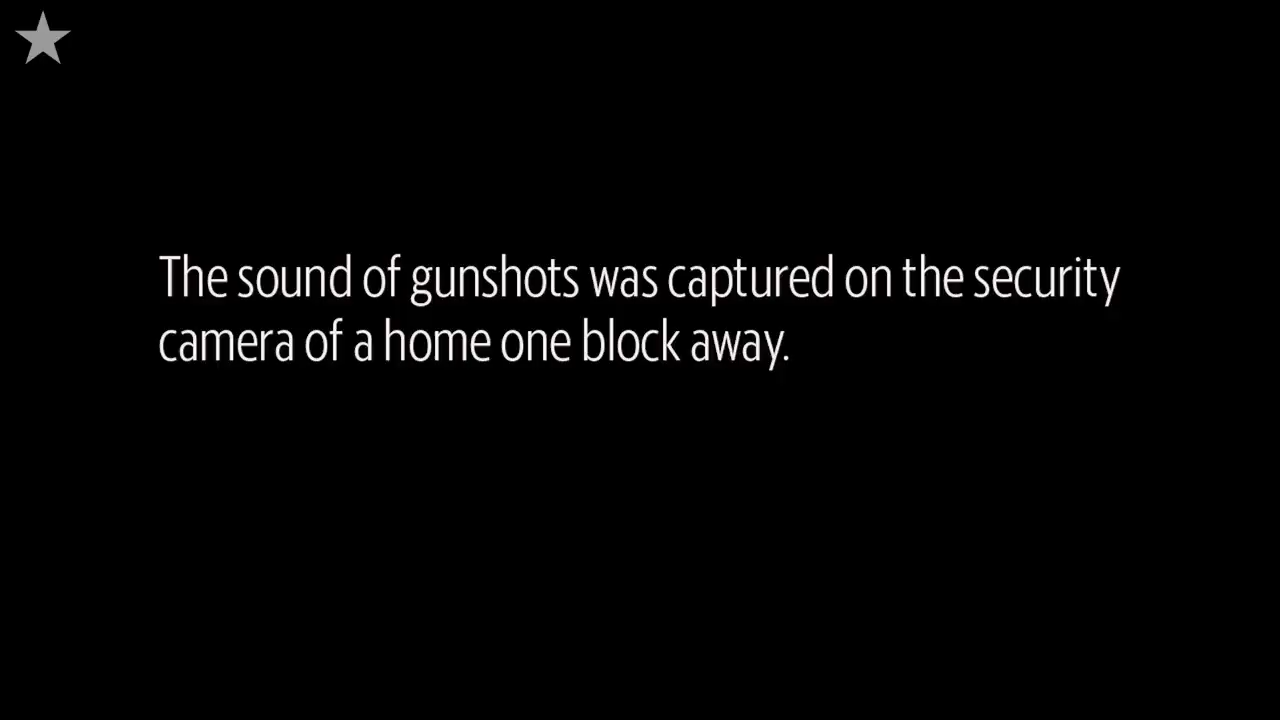 The sound of gunshots was captured on the security
camera of a home one block away.